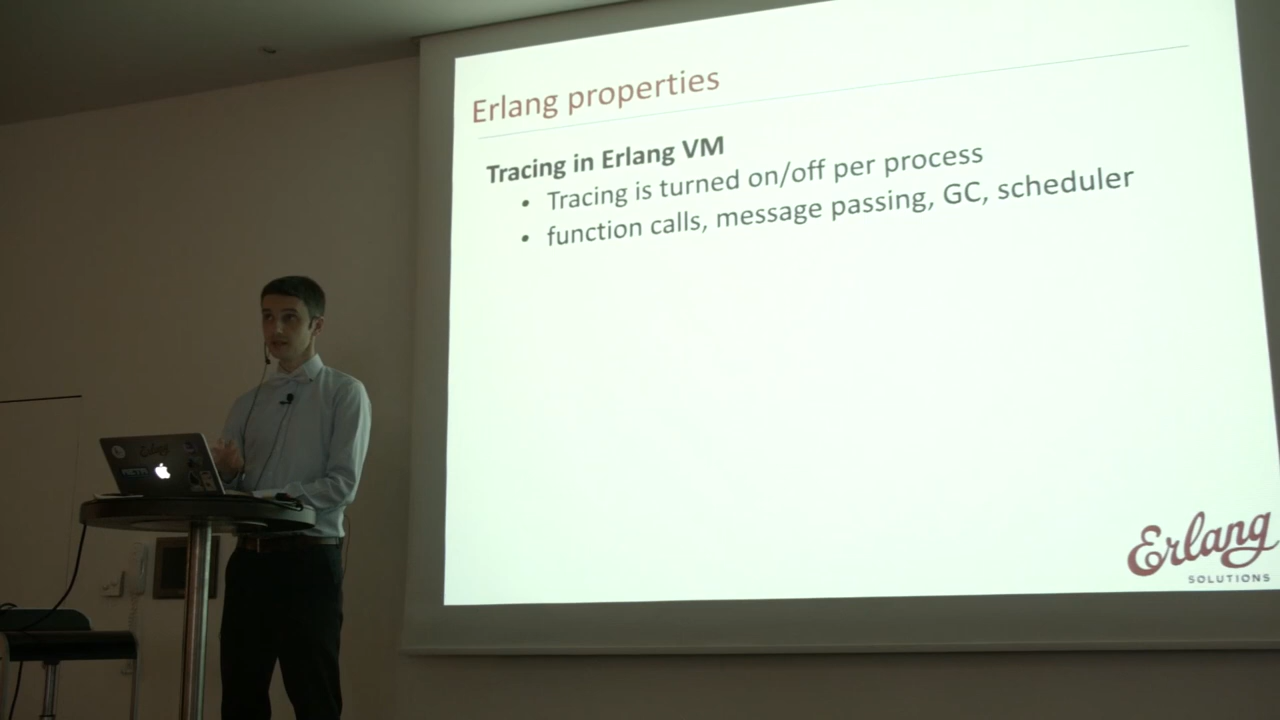 Erlang properties
Tracing in Erlang VM
• Tracing is turned on/off per process
• function calls, message passing, GC, scheduler
Erlang
SOLUTIONS